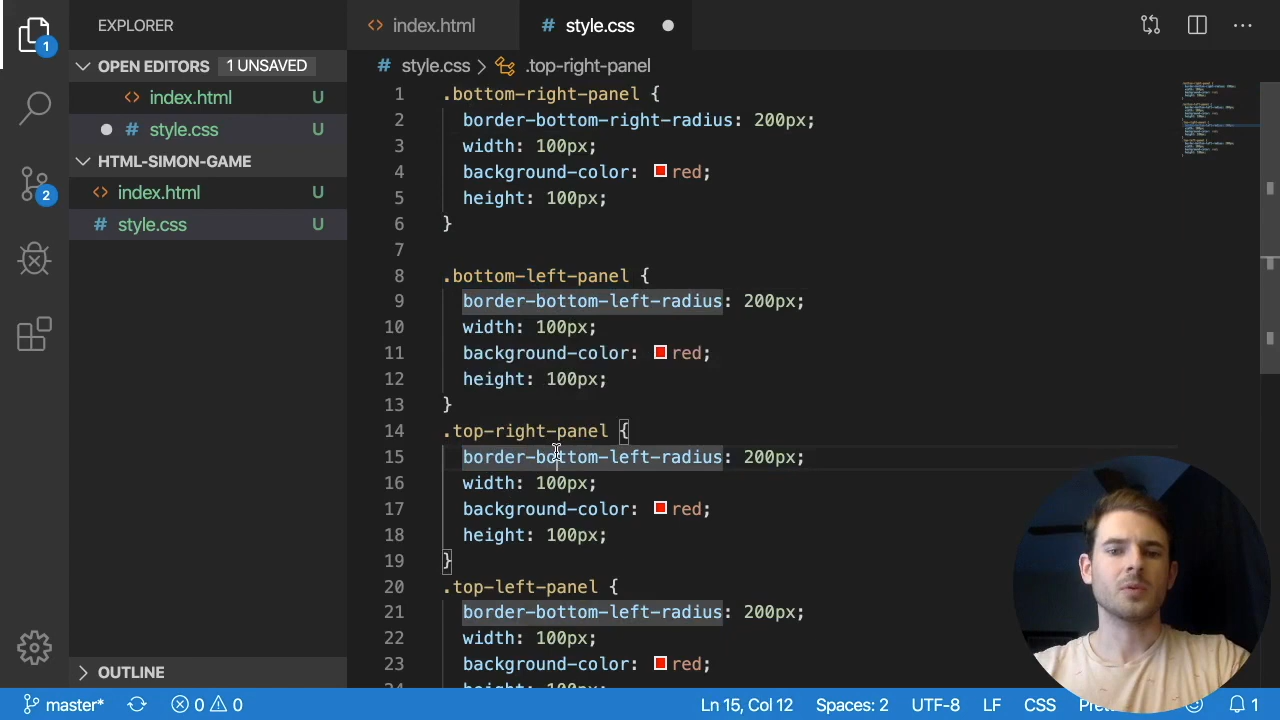 EXPLORER
index.html
# style.css
OPEN EDITORS 1 UNSAVED
# style.css > .top-right-panel
<> index.html U
# style.css U
HTML-SIMON-GAME
<> index.html U
# style.css U
1 .bottom-right-panel {
2 border-bottom-right-radius: 200px;
3 width: 100px;
4 background-color: red;
5 height: 100px;
6 }
7
8 .bottom-left-panel {
9 border-bottom-left-radius: 200px;
10 width: 100px;
11 background-color: red;
12 height: 100px;
13 }
14 .top-right-panel {
15 border-bottom-left-radius: 200px;
16 width: 100px;
17 background-color: red;
18 height: 100px;
19 }
20 .top-left-panel {
21 border-bottom-left-radius: 200px;
22 width: 100px;
23 background-color: red;
1
2
OUTLINE
master* 0 0 Ln 15, Col 12 Spaces: 2 UTF-8 LF CSS 1